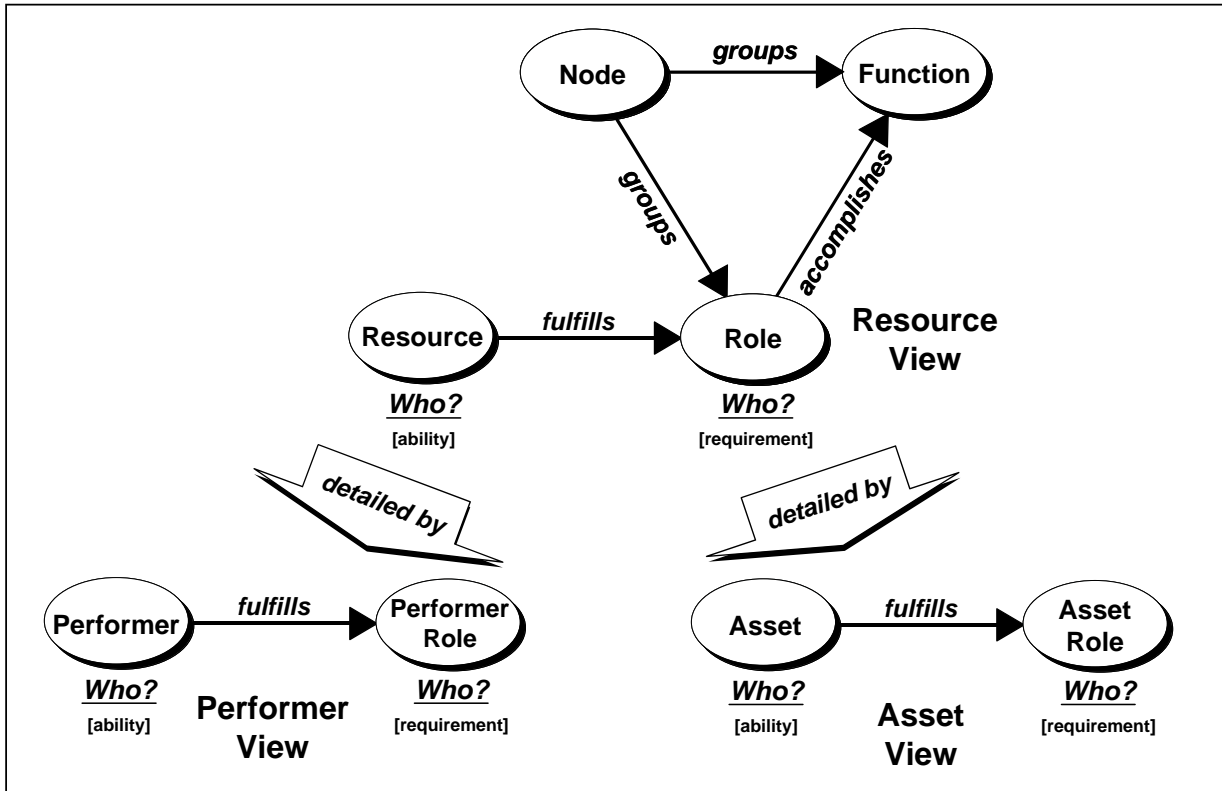 groups
Node
Function
groups
accomplishes
Resource
fulfills
Role
Resource
View
Who?
[ability]
Who?
[requirement]
detailed by
detailed by
Performer
fulfills
Performer
Role
Asset
fulfills
Asset
Role
Who?
[ability]
Performer
View
Who?
[requirement]
Who?
[ability]
Asset
View
Who?
[requirement]